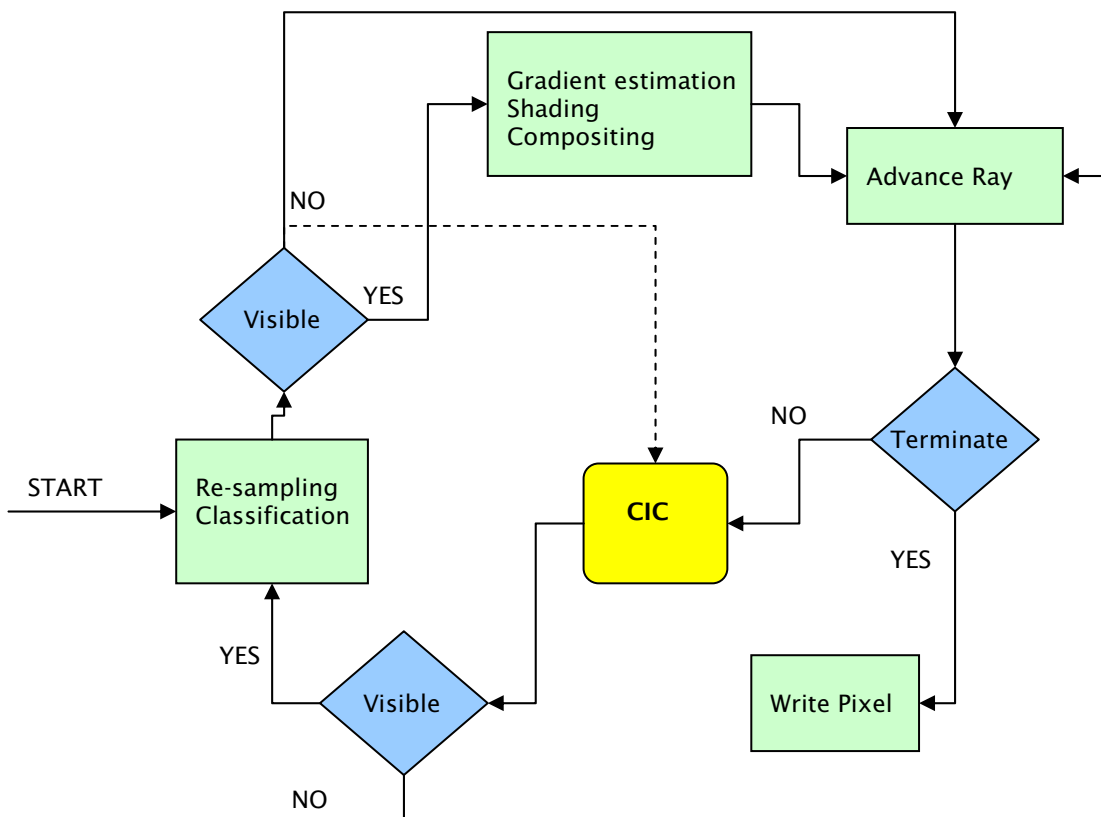 Gradient estimation
Shading
Compositing
Advance Ray
NO
Visible
YES
NO
Terminate
START
Re-sampling
Classification
CIC
YES
YES
Visible
Write Pixel
NO